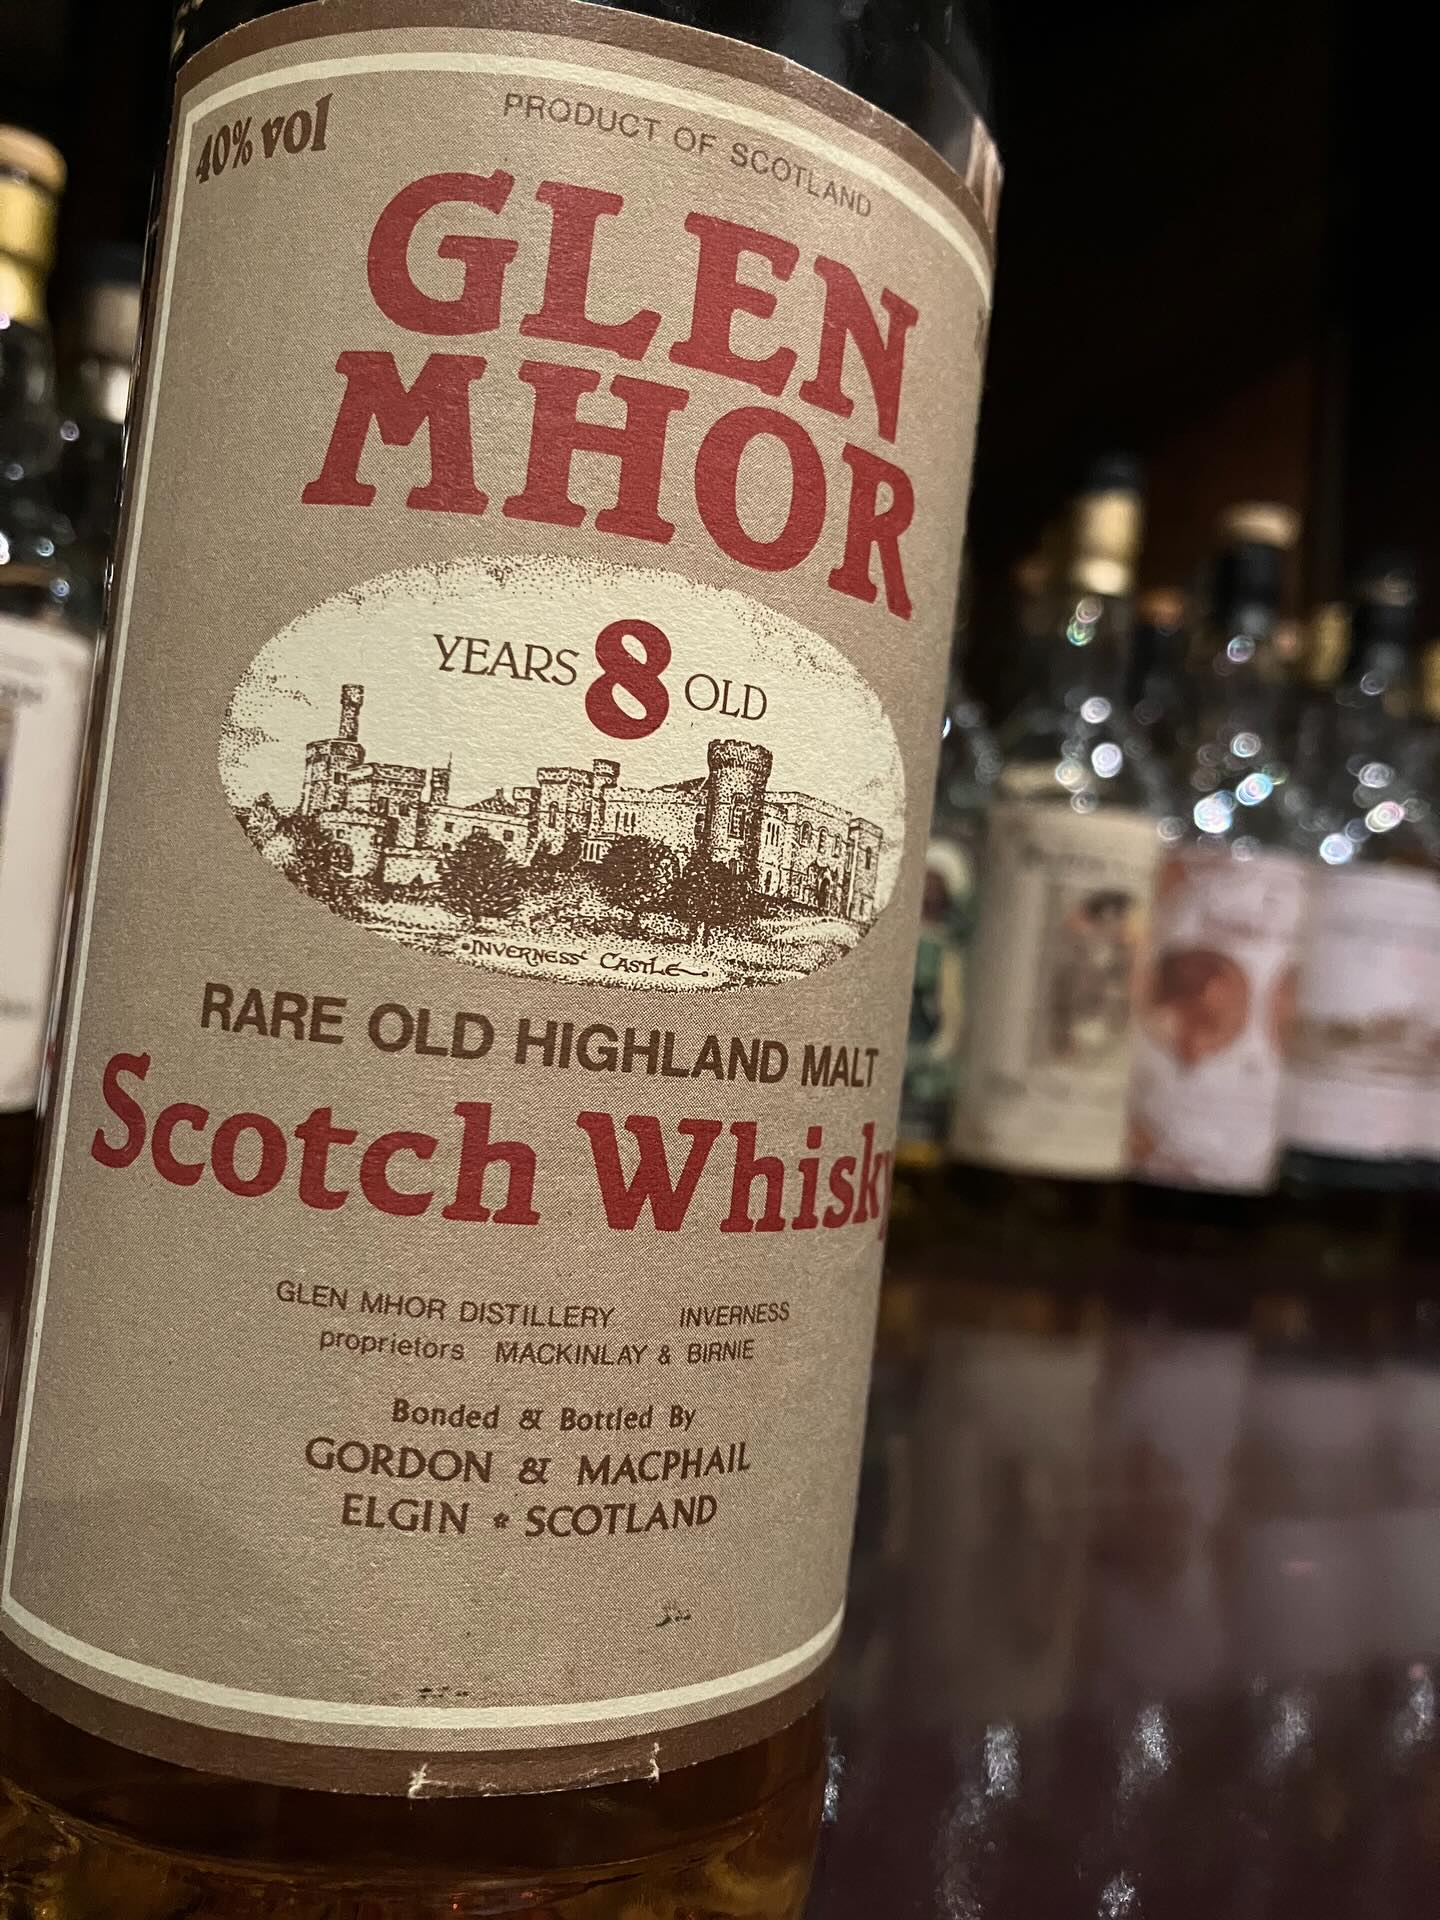 40% vol
PRODUCT OF SCOTLAND
GLEN
MHOR
YEARS 8 OLD
INVERNESS CASTLE
RARE OLD HIGHLAND MALT
Scotch Whisky
GLEN MHOR DISTILLERY INVERNESS
proprietors MACKINLAY & BIRNIE
Bonded & Bottled By
GORDON & MACPHAIL
ELGIN * SCOTLAND